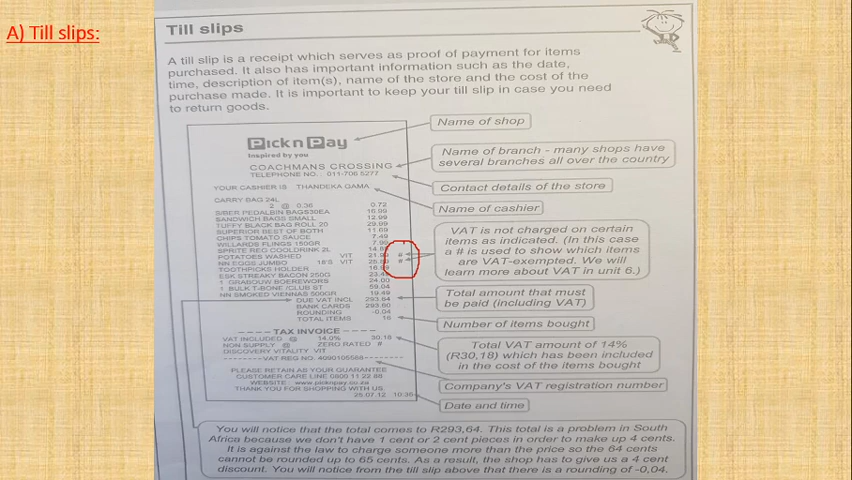 A) Till slips:
Till slips
A till slip is a receipt which serves as proof of payment for items
purchased. It also has important information such as the date,
time, description of item(s), name of the store and the cost of the
purchase made. It is important to keep your till slip in case you need
to return goods.
Pick n Pay
Inspired by you
COACHMANS CROSSING
TELEPHONE NO. 011-706 5277
YOUR CASHIER IS THANDEKA GAMA
CARRY BAG 24L
2 @ 0.36 0.72
SIBER PEDALBIN BAGS30EA 16.99
SANDWICH BAGS SMALL 12.99
TUFFY BLACK BAG ROLL 20 29.99
SUPERIOR BEST OF BOTH 11.69
CHIPS TOMATO SAUCE 7.49
WILLARDS FLINGS 150GR 7.99
SPRITE REG COOLDRINK 2L
POTATOES WASHED VIT #
NN EGGS JUMBO 18'S VIT #
TOOTHPICKS HOLDER
ESK STREAKY BACON 250G
1 GRABOUW BOEREWORS 24.00
1 BULK T-BONE /CLUB ST 59.04
NN SMOKED VIENNAS 500GR 19.49
DUE VAT INCL 293.64
BANK CARDS 293.60
ROUNDING -0.04
TOTAL ITEMS 16
---- TAX INVOICE ----
VAT INCLUDED @ 14.0% 30.18
NON SUPPLY @ ZERO RATED #
DISCOVERY VITALITY VIT
--------VAT REG NO. 4090105588--------
PLEASE RETAIN AS YOUR GUARANTEE
CUSTOMER CARE LINE 0800 11 22 88
WEBSITE : www.picknpay.co.za
THANK YOU FOR SHOPPING WITH US.
25.07.12 10:36
Name of shop
Name of branch - many shops have
several branches all over the country
Contact details of the store
Name of cashier
VAT is not charged on certain
items as indicated. (In this case
a # is used to show which items
are VAT-exempted. We will
learn more about VAT in unit 6.)
Total amount that must
be paid (including VAT)
Number of items bought
Total VAT amount of 14%
(R30,18) which has been included
in the cost of the items bought
Company's VAT registration number
Date and time
You will notice that the total comes to R293,64. This total is a problem in South
Africa because we don't have 1 cent or 2 cent pieces in order to make up 4 cents.
It is against the law to charge someone more than the price so the 64 cents
cannot be rounded up to 65 cents. As a result, the shop has to give us a 4 cent
discount. You will notice from the till slip above that there is a rounding of -0,04.